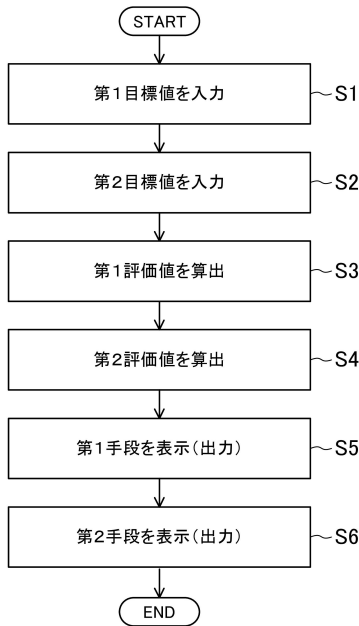 START
第1目標値を入力
S1
第2目標値を入力
S2
第1評価値を算出
S3
第2評価値を算出
S4
第1手段を表示(出力)
S5
第2手段を表示(出力)
S6
END